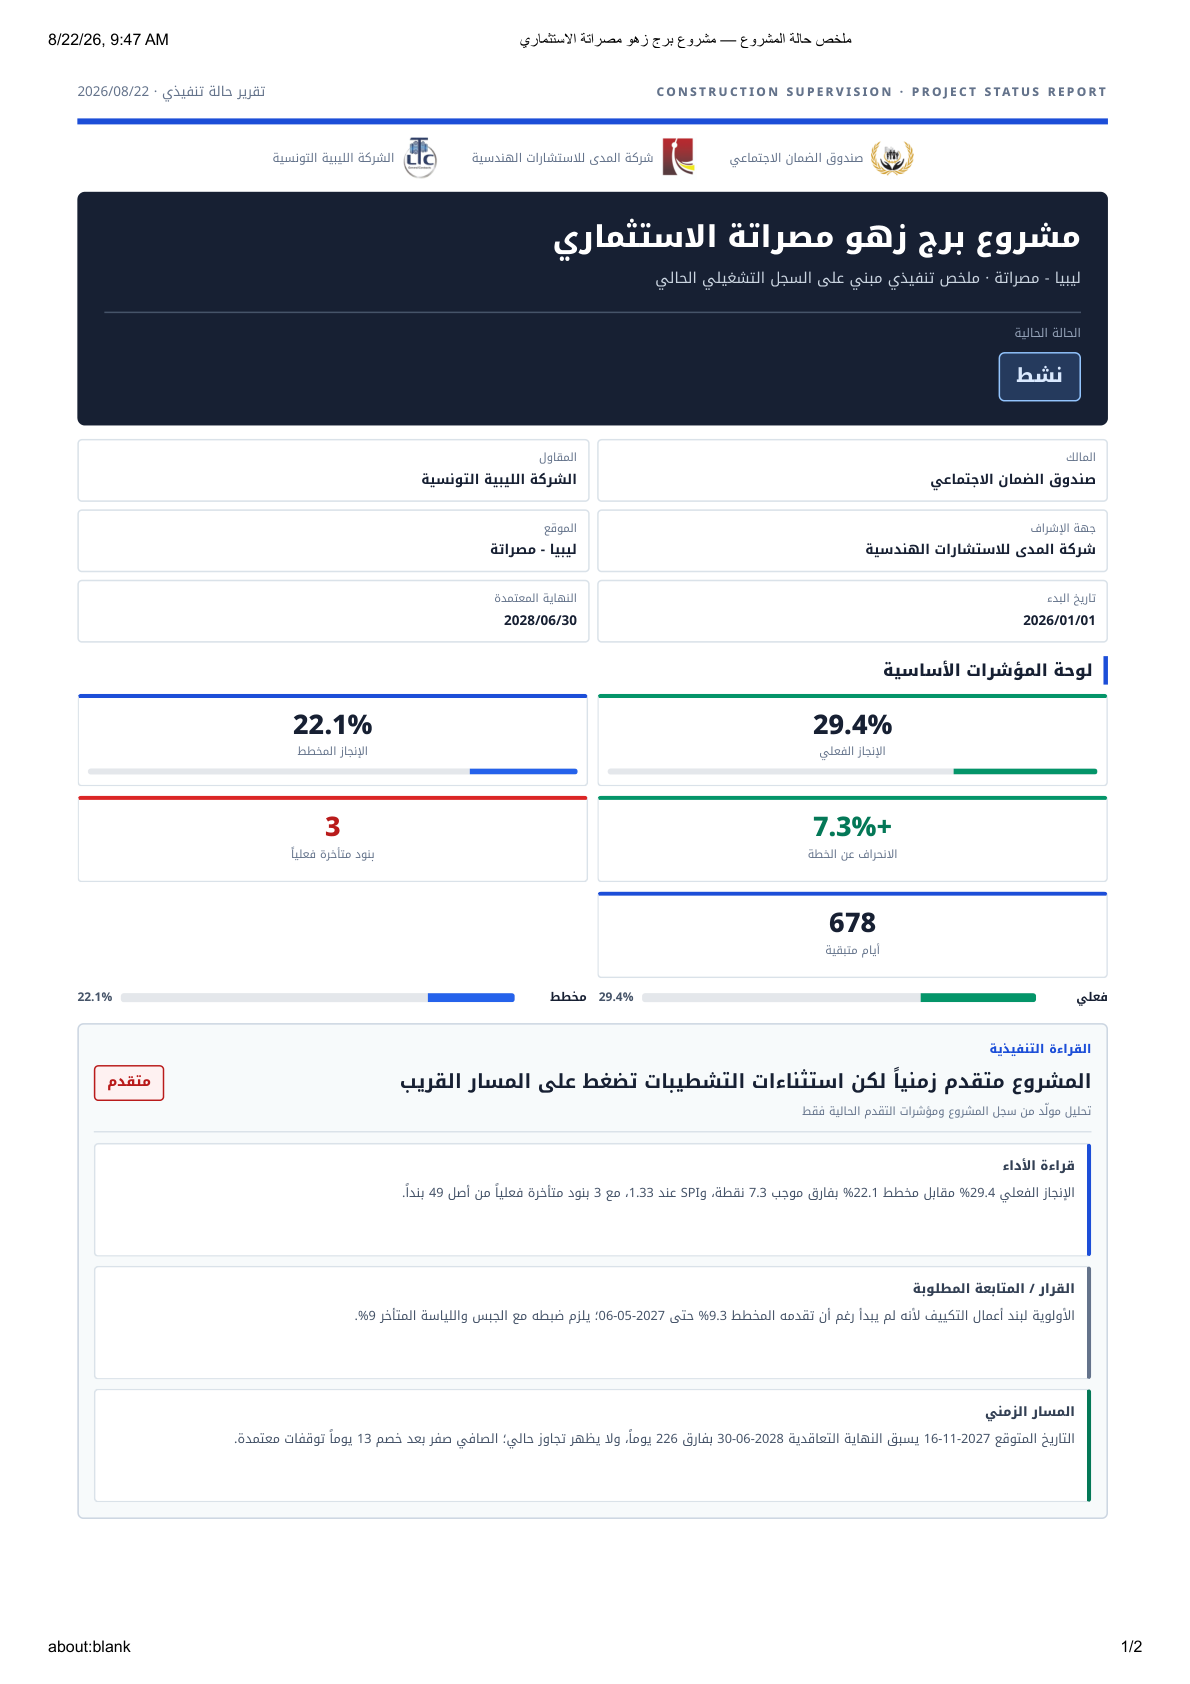 8/22/26, 9:47 AM
ملخص حالة المشروع — مشروع برج زهو مصراتة الاستثماري
CONSTRUCTION SUPERVISION · PROJECT STATUS REPORT
تقرير حالة تنفيذي · 2026/08/22
صندوق الضمان الاجتماعي
شركة المدى للاستشارات الهندسية
LTC
الشركة الليبية التونسية
مشروع برج زهو مصراتة الاستثماري
ليبيا - مصراتة · ملخص تنفيذي مبني على السجل التشغيلي الحالي
الحالة الحالية
نشط
المالك
صندوق الضمان الاجتماعي
المقاول
الشركة الليبية التونسية
جهة الإشراف
شركة المدى للاستشارات الهندسية
الموقع
ليبيا - مصراتة
تاريخ البدء
2026/01/01
النهاية المعتمدة
2028/06/30
لوحة المؤشرات الأساسية
29.4%
الإنجاز الفعلي
22.1%
الإنجاز المخطط
7.3%+
الانحراف عن الخطة
3
بنود متأخرة فعلياً
678
أيام متبقية
فعلي 29.4%
مخطط 22.1%
القراءة التنفيذية
المشروع متقدم زمنياً لكن استثناءات التشطيبات تضغط على المسار القريب
متقدم
تحليل مولّد من سجل المشروع ومؤشرات التقدم الحالية فقط
قراءة الأداء
الإنجاز الفعلي 29.4% مقابل مخطط 22.1% بفارق موجب 7.3 نقطة، وSPI عند 1.33، مع 3 بنود متأخرة فعلياً من أصل 49 بنداً.
القرار / المتابعة المطلوبة
الأولوية لبند أعمال التكييف لأنه لم يبدأ رغم أن تقدمه المخطط 9.3% حتى 2027-05-06؛ يلزم ضبطه مع الجبس واللياسة المتأخر 9%.
المسار الزمني
التاريخ المتوقع 2027-11-16 يسبق النهاية التعاقدية 2028-06-30 بفارق 226 يوماً، ولا يظهر تجاوز حالي؛ الصافي صفر بعد خصم 13 يوماً توقفات معتمدة.
about:blank
1/2